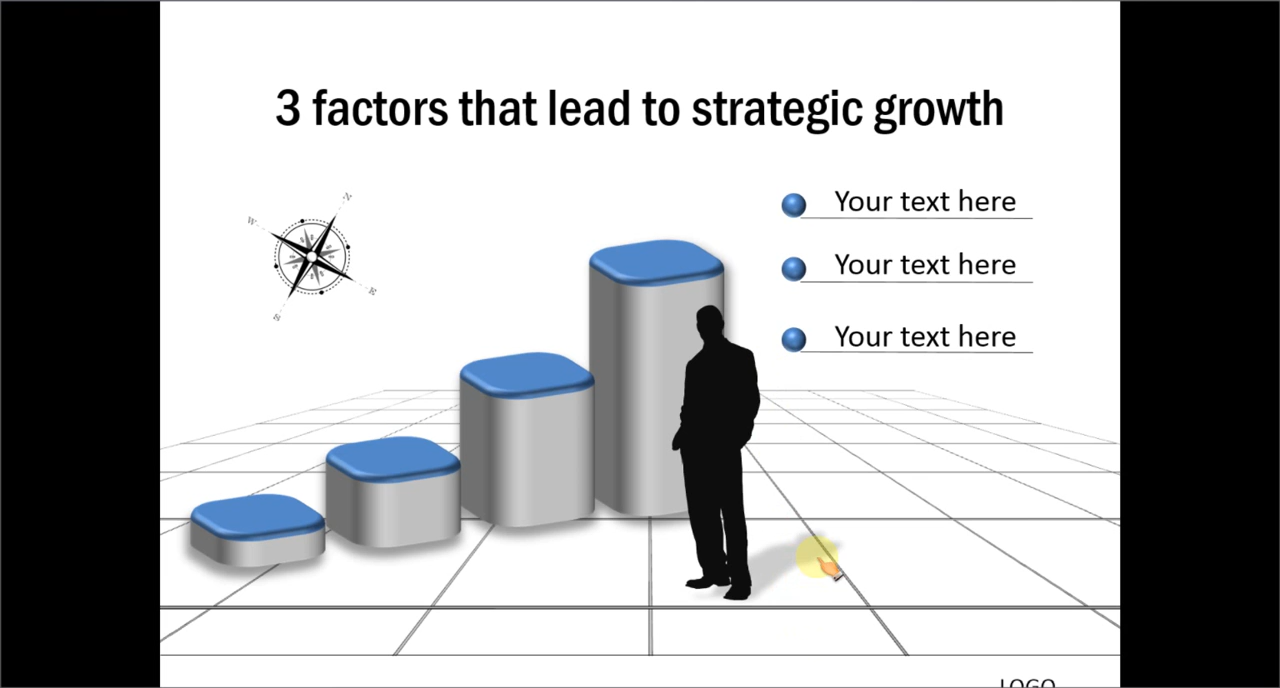 3 factors that lead to strategic growth
N
W
E
S
Your text here
Your text here
Your text here
LOGO